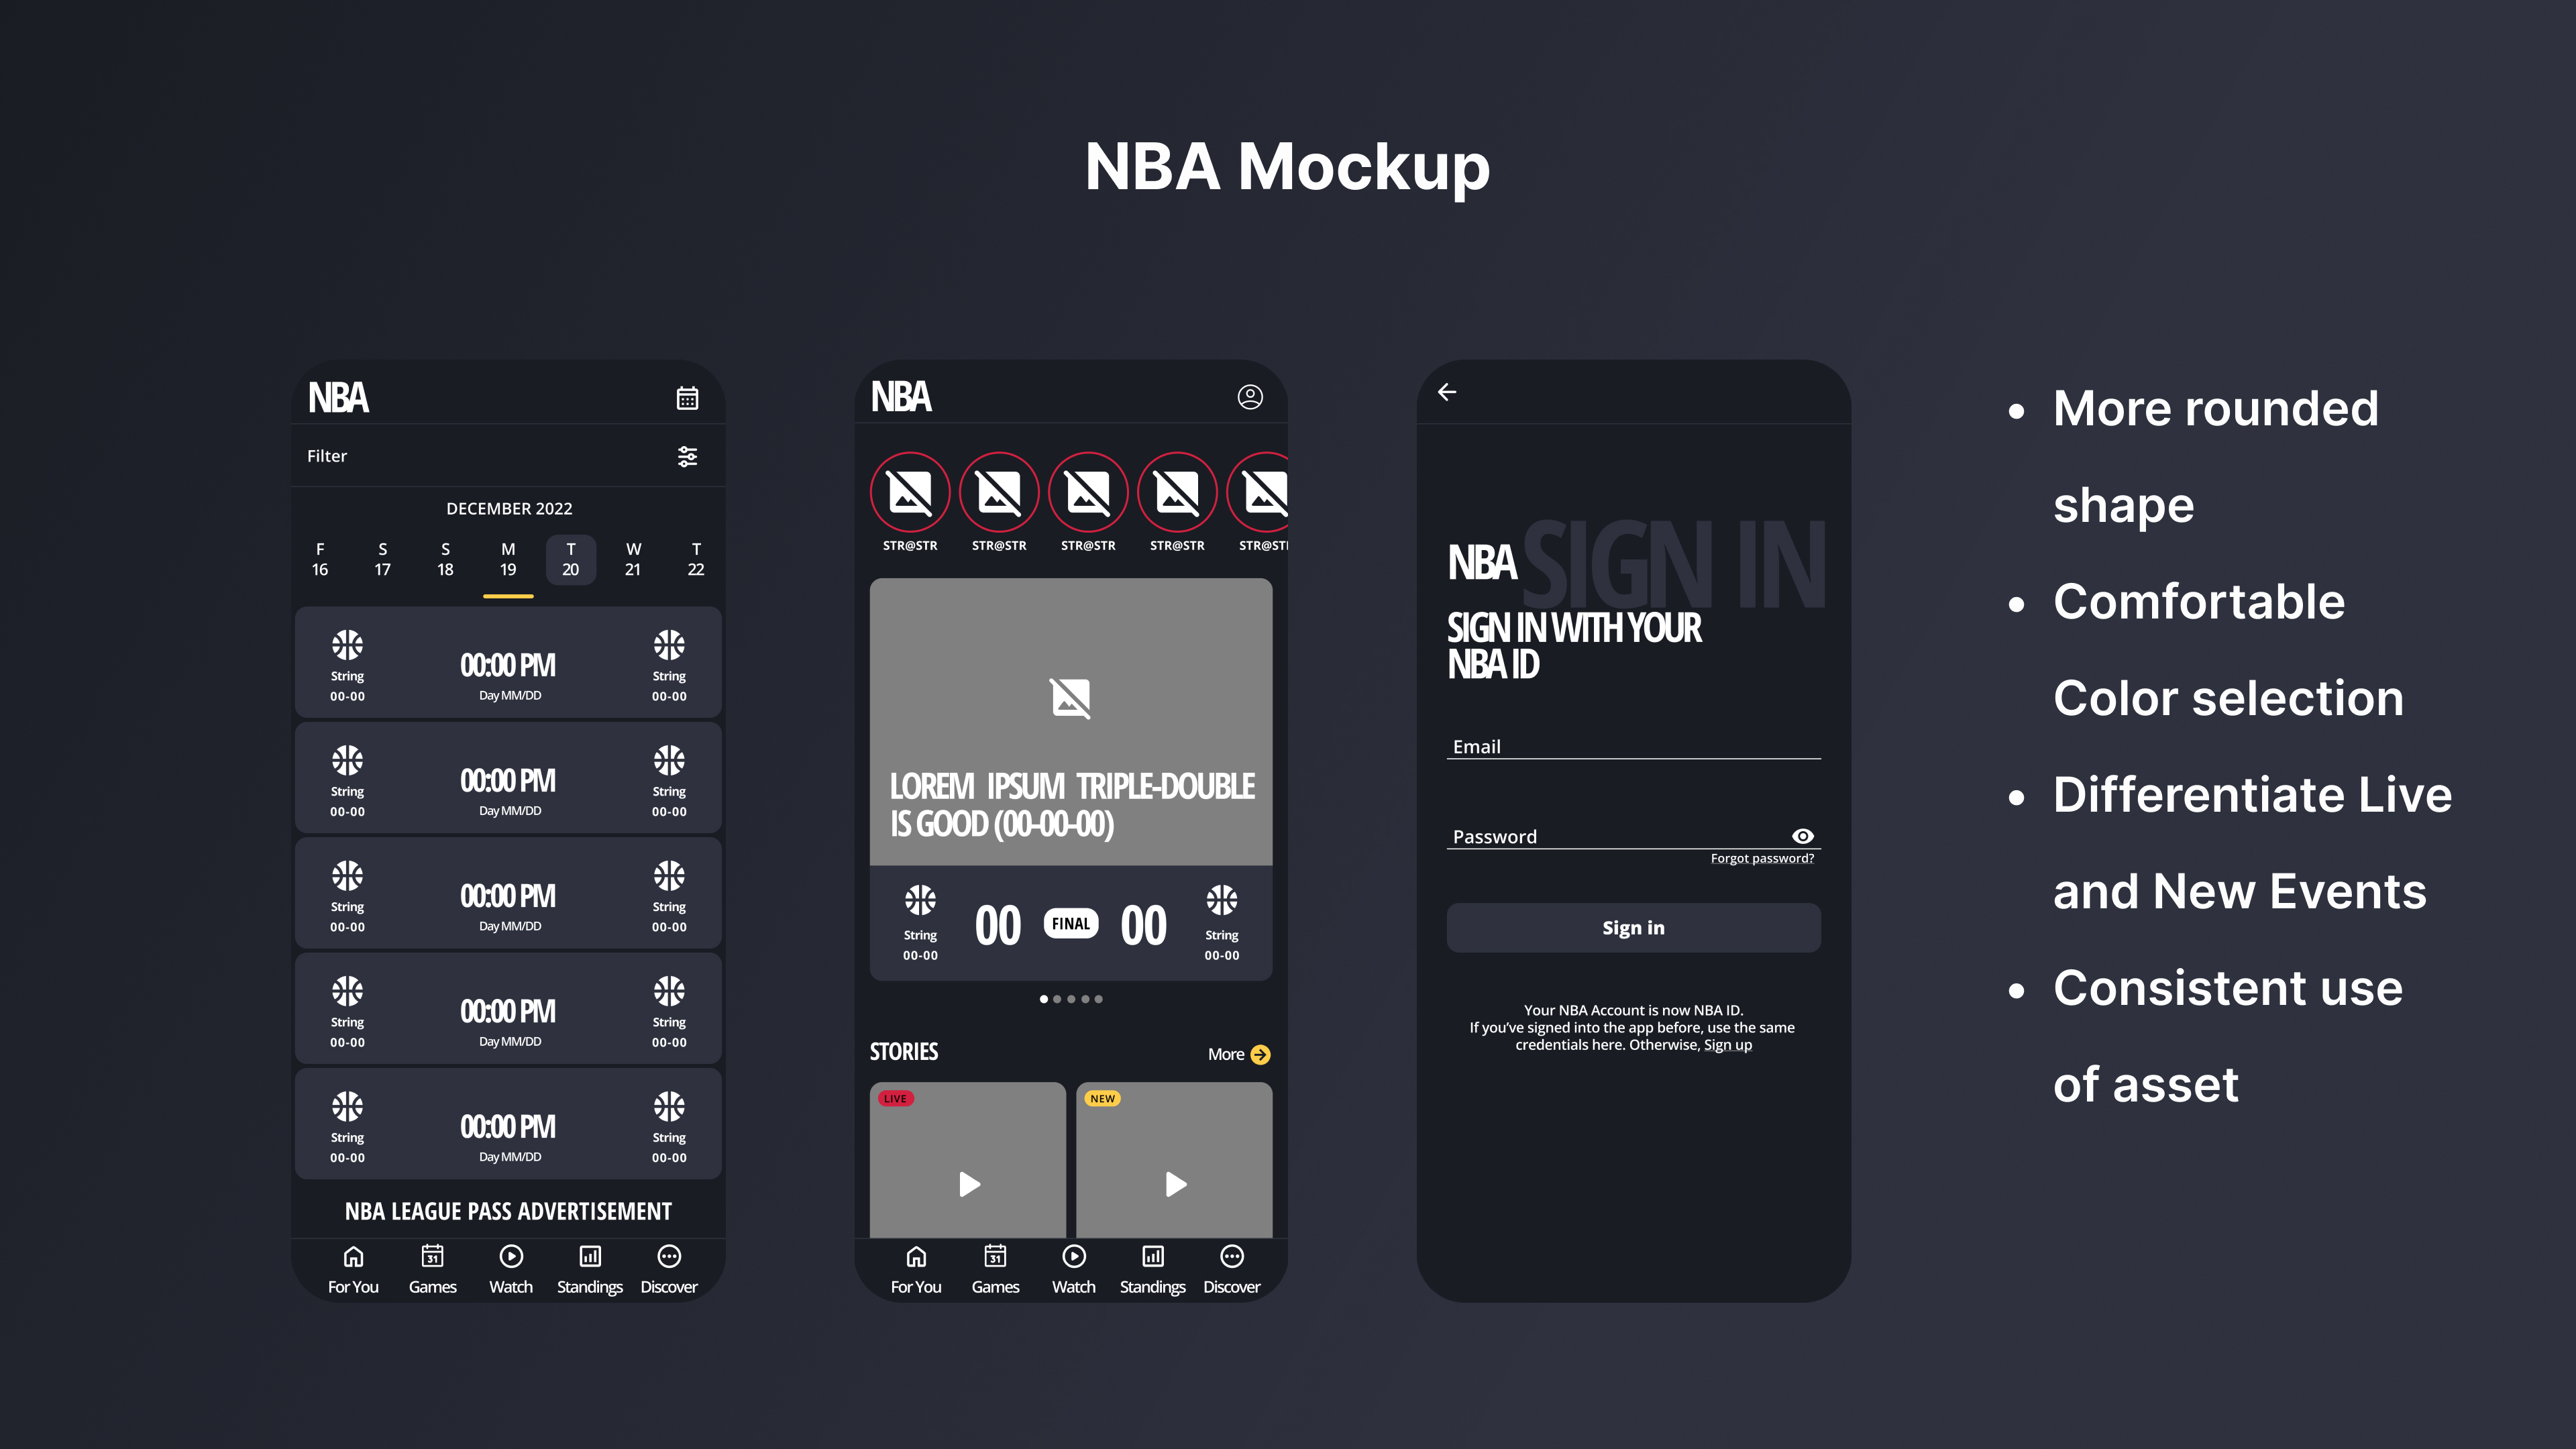 NBA Mockup
NBA
Filter
DECEMBER 2022
F S S M T W T
16 17 18 19 20 21 22
00:00 PM
String String
Day MM/DD
00-00 00-00
00:00 PM
String String
Day MM/DD
00-00 00-00
00:00 PM
String String
Day MM/DD
00-00 00-00
00:00 PM
String String
Day MM/DD
00-00 00-00
00:00 PM
String String
Day MM/DD
00-00 00-00
NBA LEAGUE PASS ADVERTISEMENT
31
For You Games Watch Standings Discover
NBA
STR@STR STR@STR STR@STR STR@STR STR@ST
LOREM IPSUM TRIPLE-DOUBLE
IS GOOD (00-00-00)
00 FINAL 00
String String
00-00 00-00
STORIES More
LIVE NEW
31
For You Games Watch Standings Discover
SIGN IN
NBA
SIGN IN WITH YOUR
NBA ID
Email
Password
Forgot password?
Sign in
Your NBA Account is now NBA ID.
If you’ve signed into the app before, use the same
credentials here. Otherwise, Sign up
• More rounded
shape
• Comfortable
Color selection
• Differentiate Live
and New Events
• Consistent use
of asset